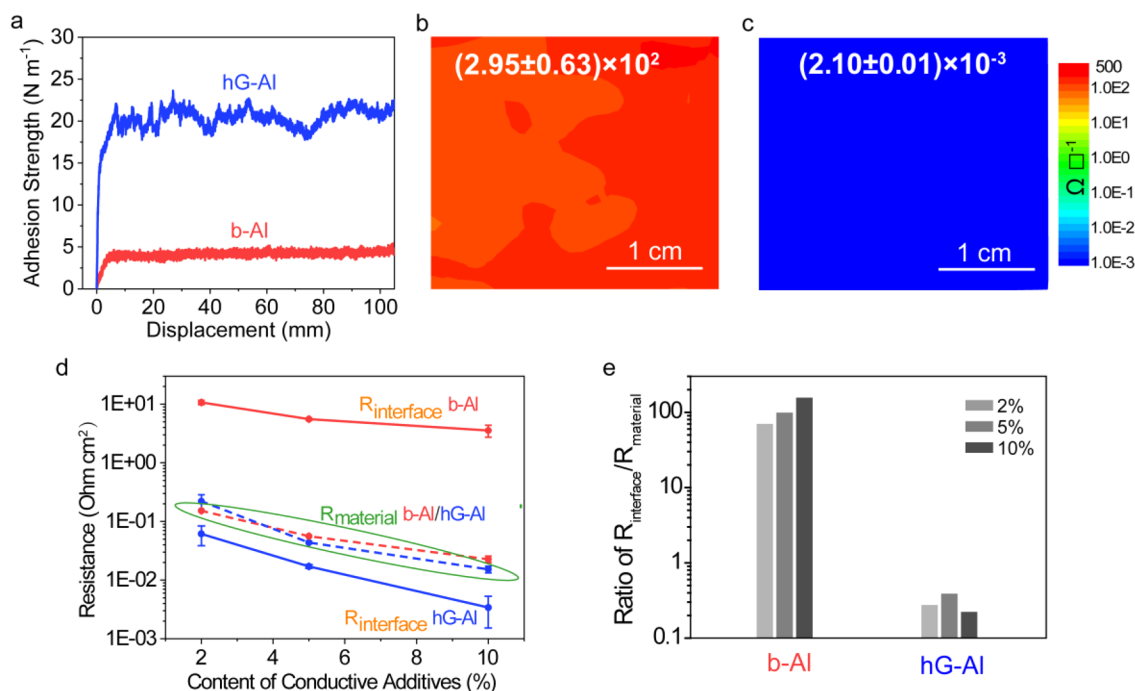 a
Adhesion Strength (N m⁻¹)
30
25
20
15
10
5
0
hG-Al
b-Al
0 20 40 60 80 100
Displacement (mm)
b
(2.95±0.63)×10²
1 cm
c
(2.10±0.01)×10⁻³
1 cm
500
1.0E2
1.0E1
1.0E0
1.0E-1
1.0E-2
1.0E-3
Ω □⁻¹
d
Resistance (Ohm cm²)
1E+01
1E+00
1E-01
1E-02
1E-03
R_interface b-Al
R_material b-Al/hG-Al
R_interface hG-Al
2 4 6 8 10
Content of Conductive Additives (%)
e
Ratio of R_interface/R_material
100
10
1
0.1
2%
5%
10%
b-Al hG-Al